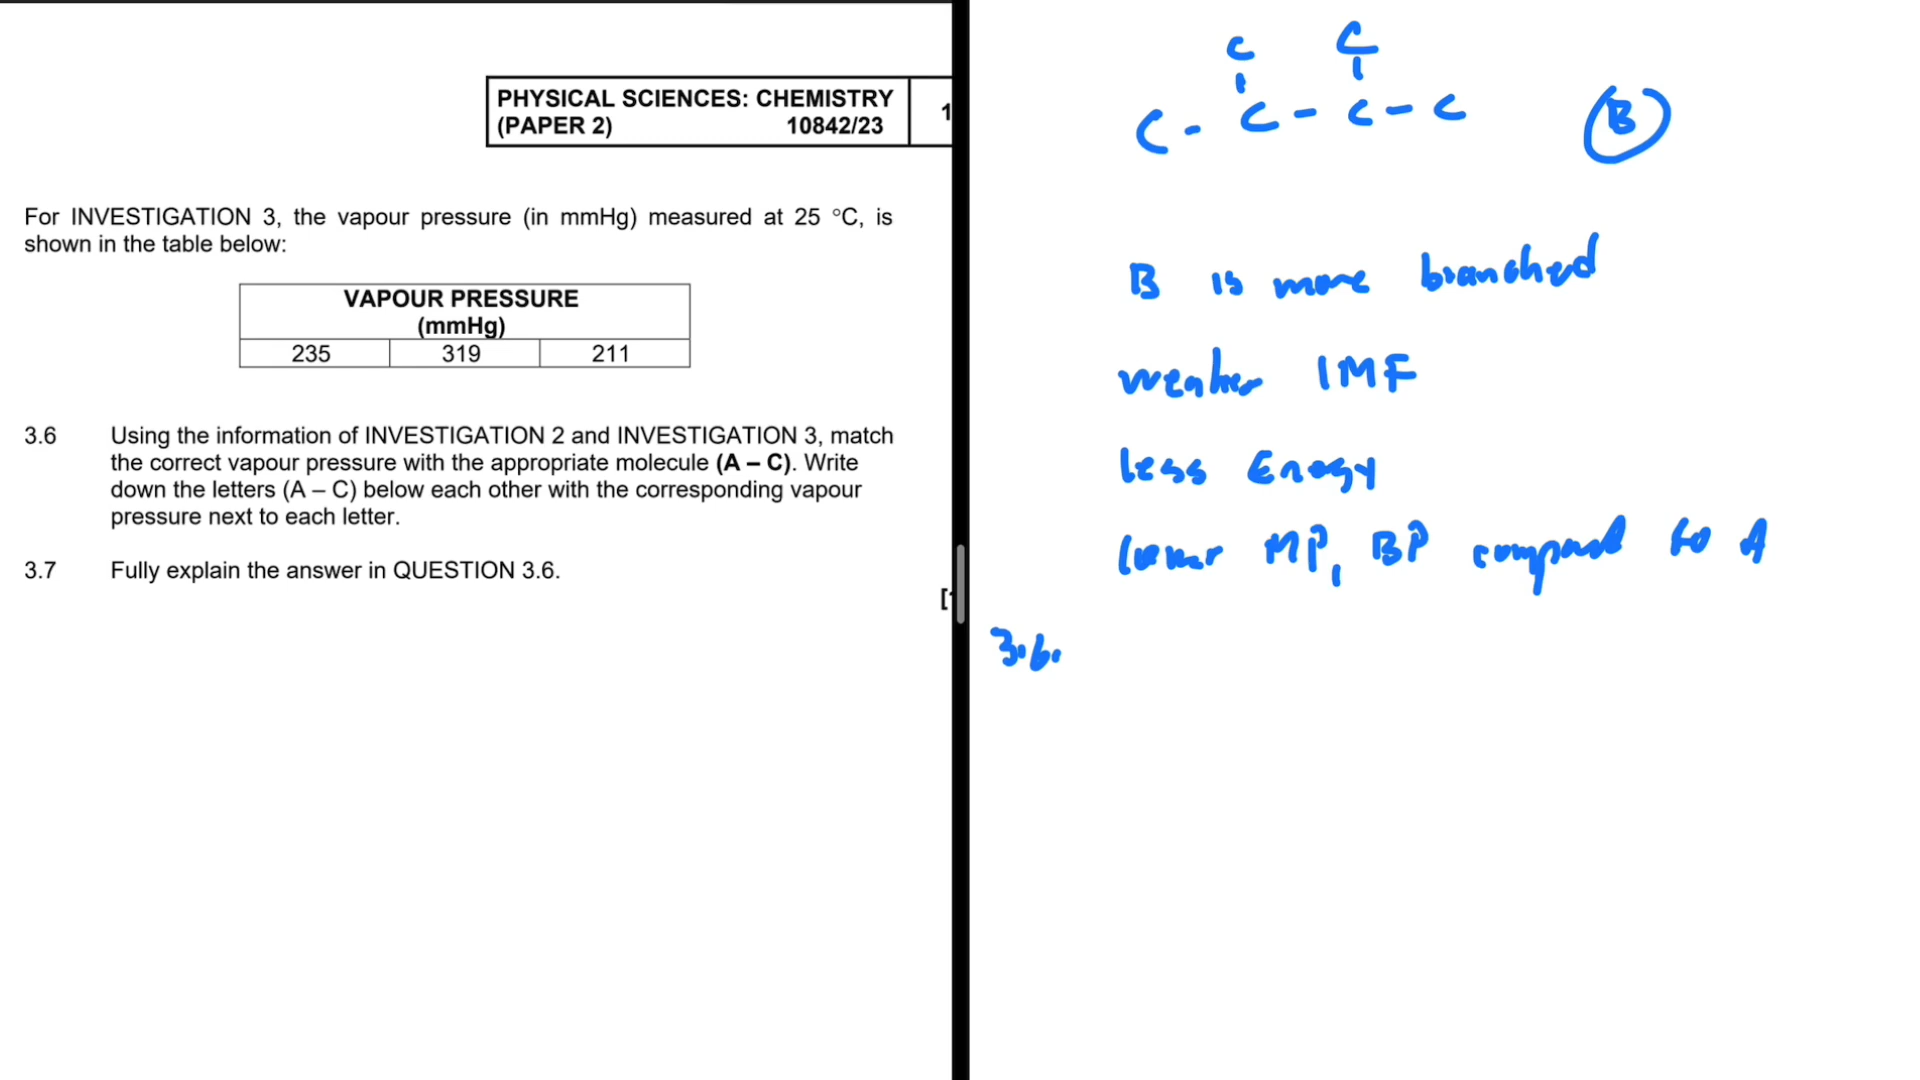 PHYSICAL SCIENCES: CHEMISTRY
(PAPER 2) 10842/23
1
For INVESTIGATION 3, the vapour pressure (in mmHg) measured at 25 °C, is
shown in the table below:
VAPOUR PRESSURE
(mmHg)
235 319 211
3.6 Using the information of INVESTIGATION 2 and INVESTIGATION 3, match
the correct vapour pressure with the appropriate molecule (A – C). Write
down the letters (A – C) below each other with the corresponding vapour
pressure next to each letter.
3.7 Fully explain the answer in QUESTION 3.6.
[1
C C
C - C - C - C B
B is more branched
weaker IMF
less Energy
lower MP, BP compared to A
3.6.